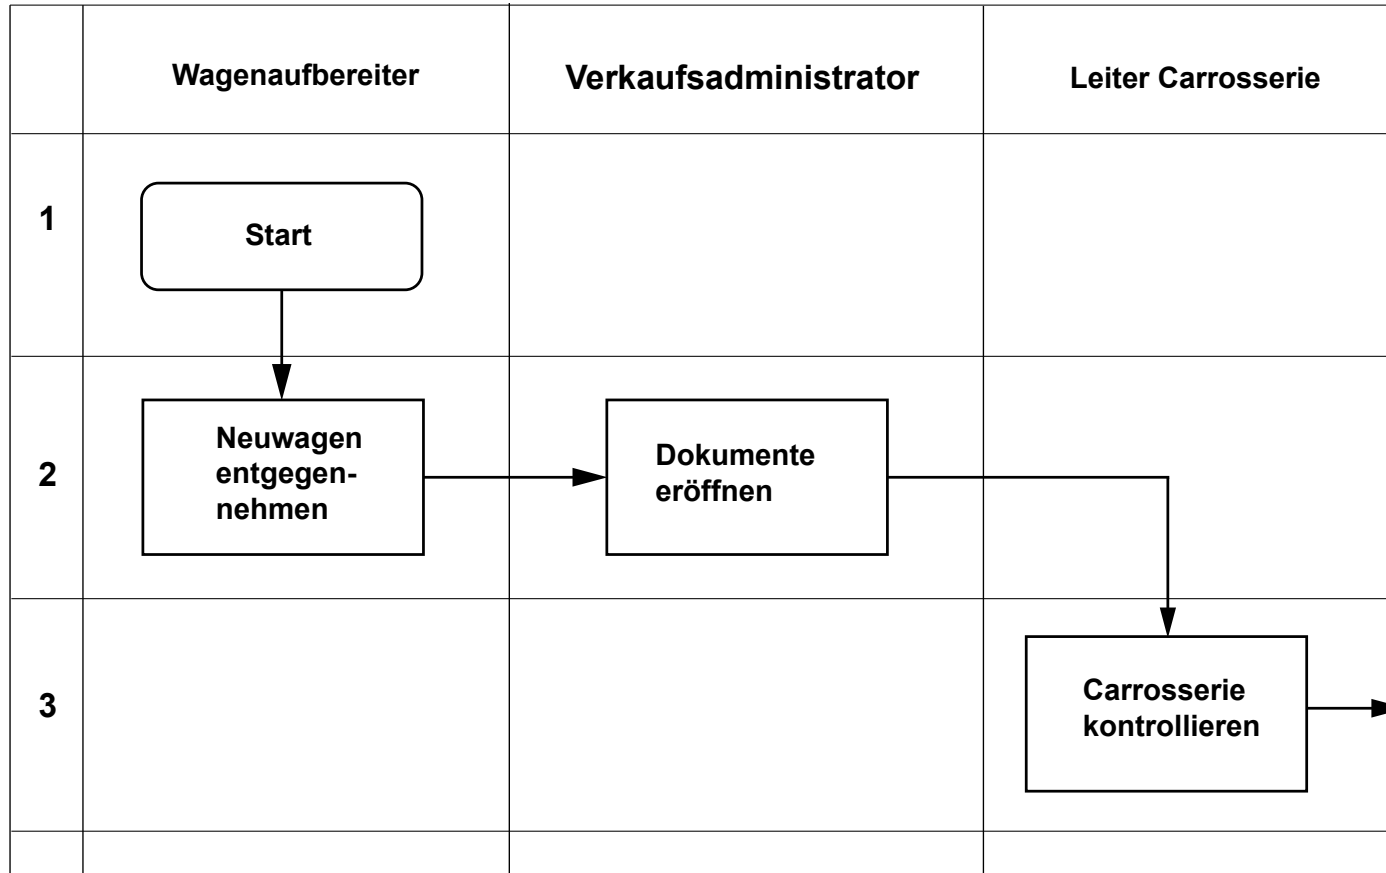 Wagenaufbereiter
Verkaufsadministrator
Leiter Carrosserie
1
Start
2
Neuwagen
entgegen-
nehmen
Dokumente
eröffnen
3
Carrosserie
kontrollieren